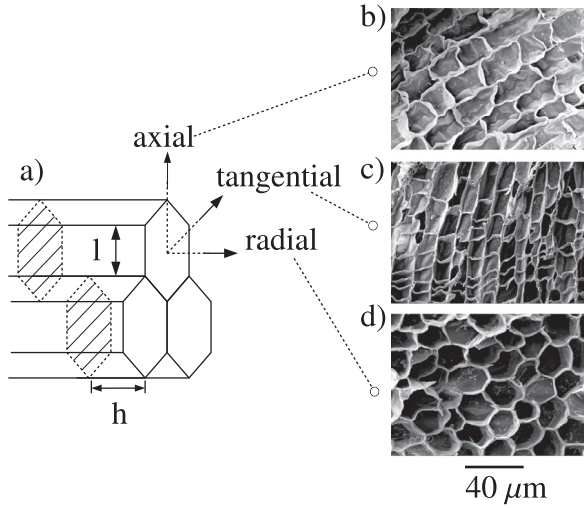 b)
axial
a)
c)
tangential
l
radial
d)
h
40 μm